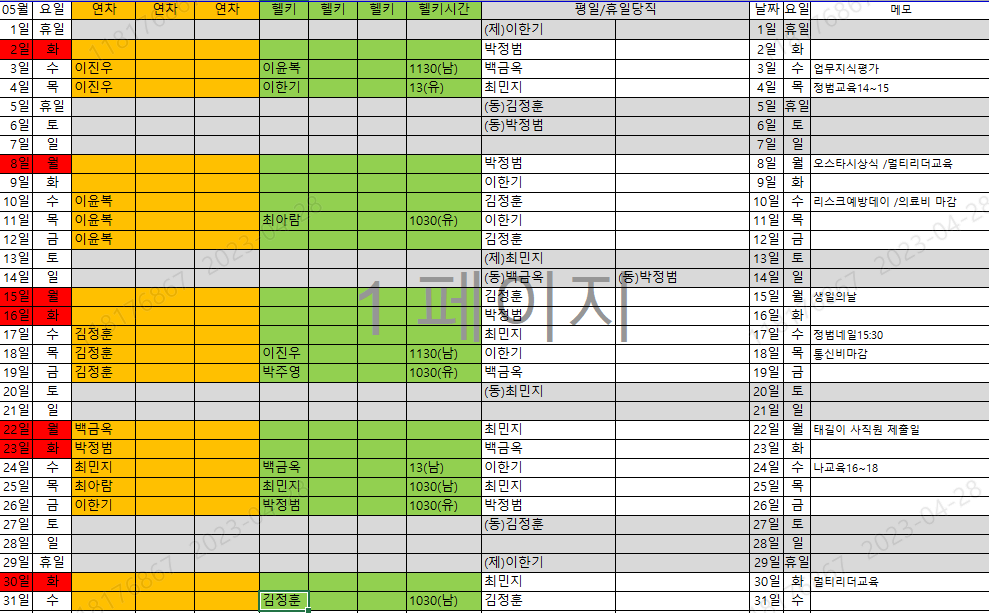 05월 요일 연차 연차 연차 헬키 헬키 헬키 헬키시간 평일/휴일당직 날짜 요일 메모
1일 휴일 (제)이한기 1일 휴일
2일 화 박정범 2일 화
3일 수 이진우 이윤복 1130(남) 백금옥 3일 수 업무지식평가
4일 목 이진우 이한기 13(유) 최민지 4일 목 정범교육14~15
5일 휴일 (동)김정훈 5일 휴일
6일 토 (동)박정범 6일 토
7일 일 7일 일
8일 월 박정범 8일 월 오스타시상식 /멀티리더교육
9일 화 이한기 9일 화
10일 수 이윤복 김정훈 10일 수 리스크예방데이 /의료비 마감
11일 목 이윤복 최아람 1030(유) 이한기 11일 목
12일 금 이윤복 김정훈 12일 금
13일 토 (제)최민지 13일 토
14일 일 (동)백금옥 (동)박정범 14일 일
15일 월 김정훈 15일 월 생일의날
16일 화 박정범 16일 화
17일 수 김정훈 최민지 17일 수 정범네일15:30
18일 목 김정훈 이진우 1130(남) 이한기 18일 목 통신비마감
19일 금 김정훈 박주영 1030(유) 백금옥 19일 금
20일 토 (동)최민지 20일 토
21일 일 21일 일
22일 월 백금옥 최민지 22일 월 태길이 사직원 제출일
23일 화 박정범 백금옥 23일 화
24일 수 최민지 백금옥 13(남) 이한기 24일 수 나교육16~18
25일 목 최아람 최민지 1030(남) 최민지 25일 목
26일 금 이한기 박정범 1030(유) 박정범 26일 금
27일 토 (동)김정훈 27일 토
28일 일 28일 일
29일 휴일 (제)이한기 29일 휴일
30일 화 최민지 30일 화 멀티리더교육
31일 수 김정훈 1030(남) 김정훈 31일 수
1 페이지
118176867
18176867 2023-04-28
2023-04-28
18176867 2023-04-28
2023-04-28